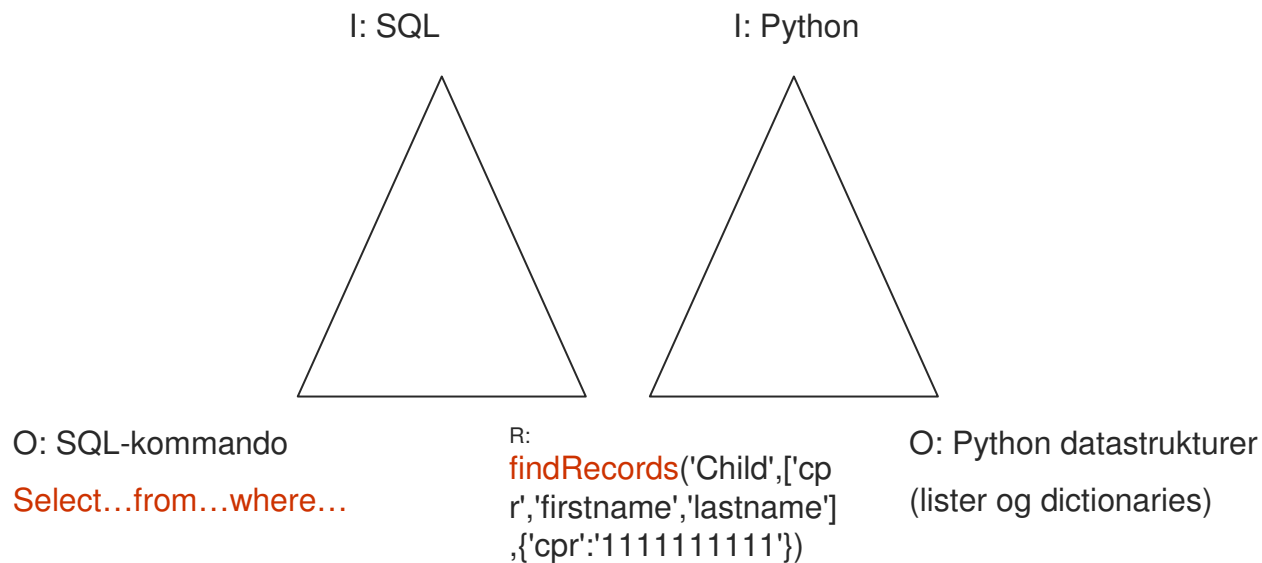 I: SQL
I: Python
O: SQL-kommando
Select…from…where…
R:
findRecords('Child',['cp
r','firstname','lastname']
,{'cpr':'1111111111'})
O: Python datastrukturer
(lister og dictionaries)